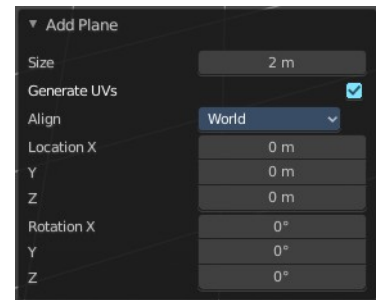 Add Plane
Size 2 m
Generate UVs
Align World
Location X 0 m
Y 0 m
Z 0 m
Rotation X 0°
Y 0°
Z 0°